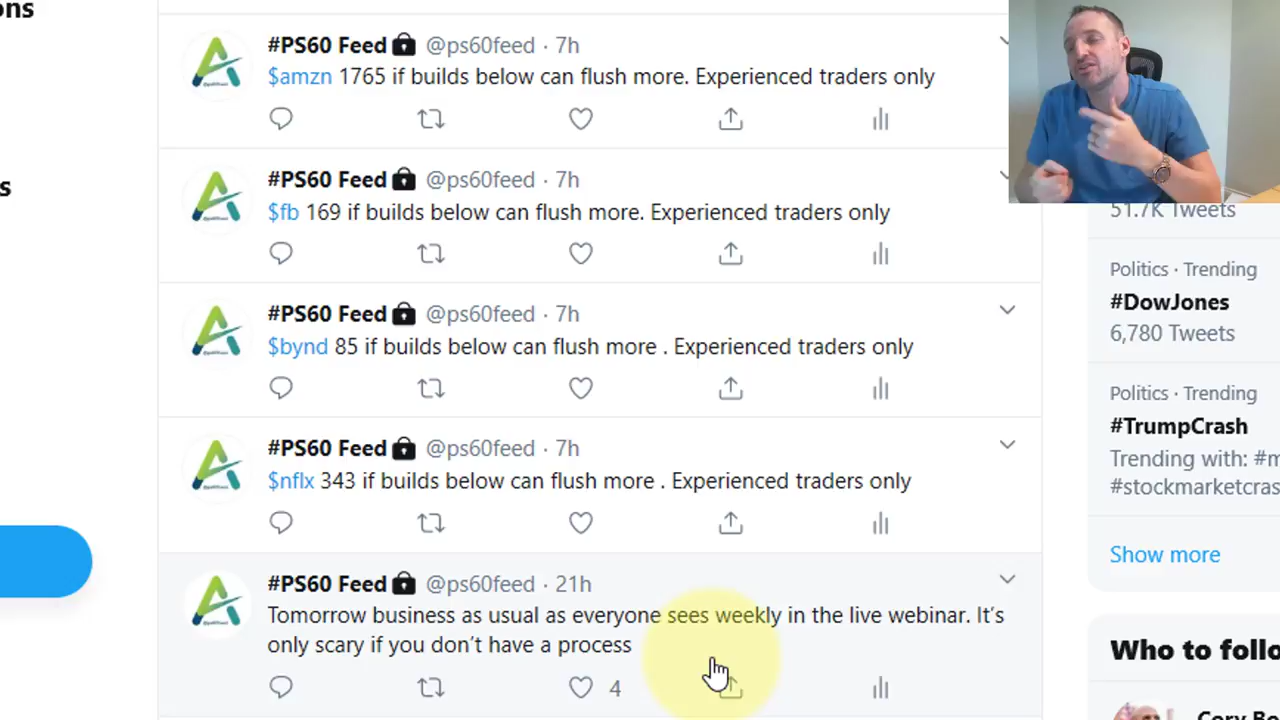 ons
s
#PS60 Feed @ps60feed · 7h
$amzn 1765 if builds below can flush more. Experienced traders only
#PS60 Feed @ps60feed · 7h
$fb 169 if builds below can flush more. Experienced traders only
#PS60 Feed @ps60feed · 7h
$bynd 85 if builds below can flush more . Experienced traders only
#PS60 Feed @ps60feed · 7h
$nflx 343 if builds below can flush more . Experienced traders only
#PS60 Feed @ps60feed · 21h
Tomorrow business as usual as everyone sees weekly in the live webinar. It’s
only scary if you don’t have a process
4
51.7K Tweets
Politics · Trending
#DowJones
6,780 Tweets
Politics · Trending
#TrumpCrash
Trending with: #m
#stockmarketcras
Show more
Who to follo
Cory Bo